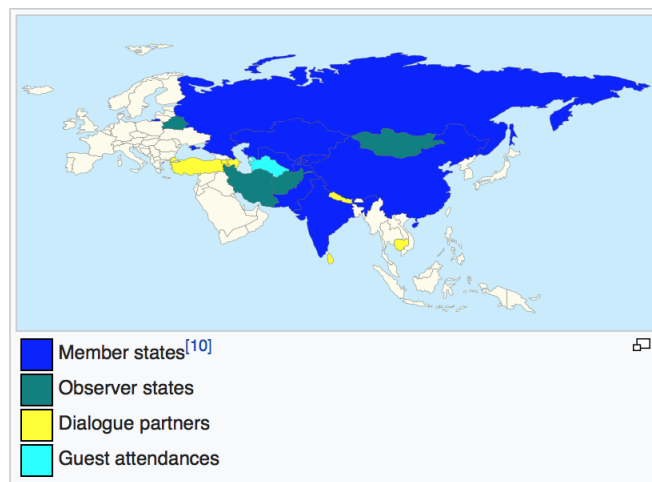 Member states[10]
Observer states
Dialogue partners
Guest attendances